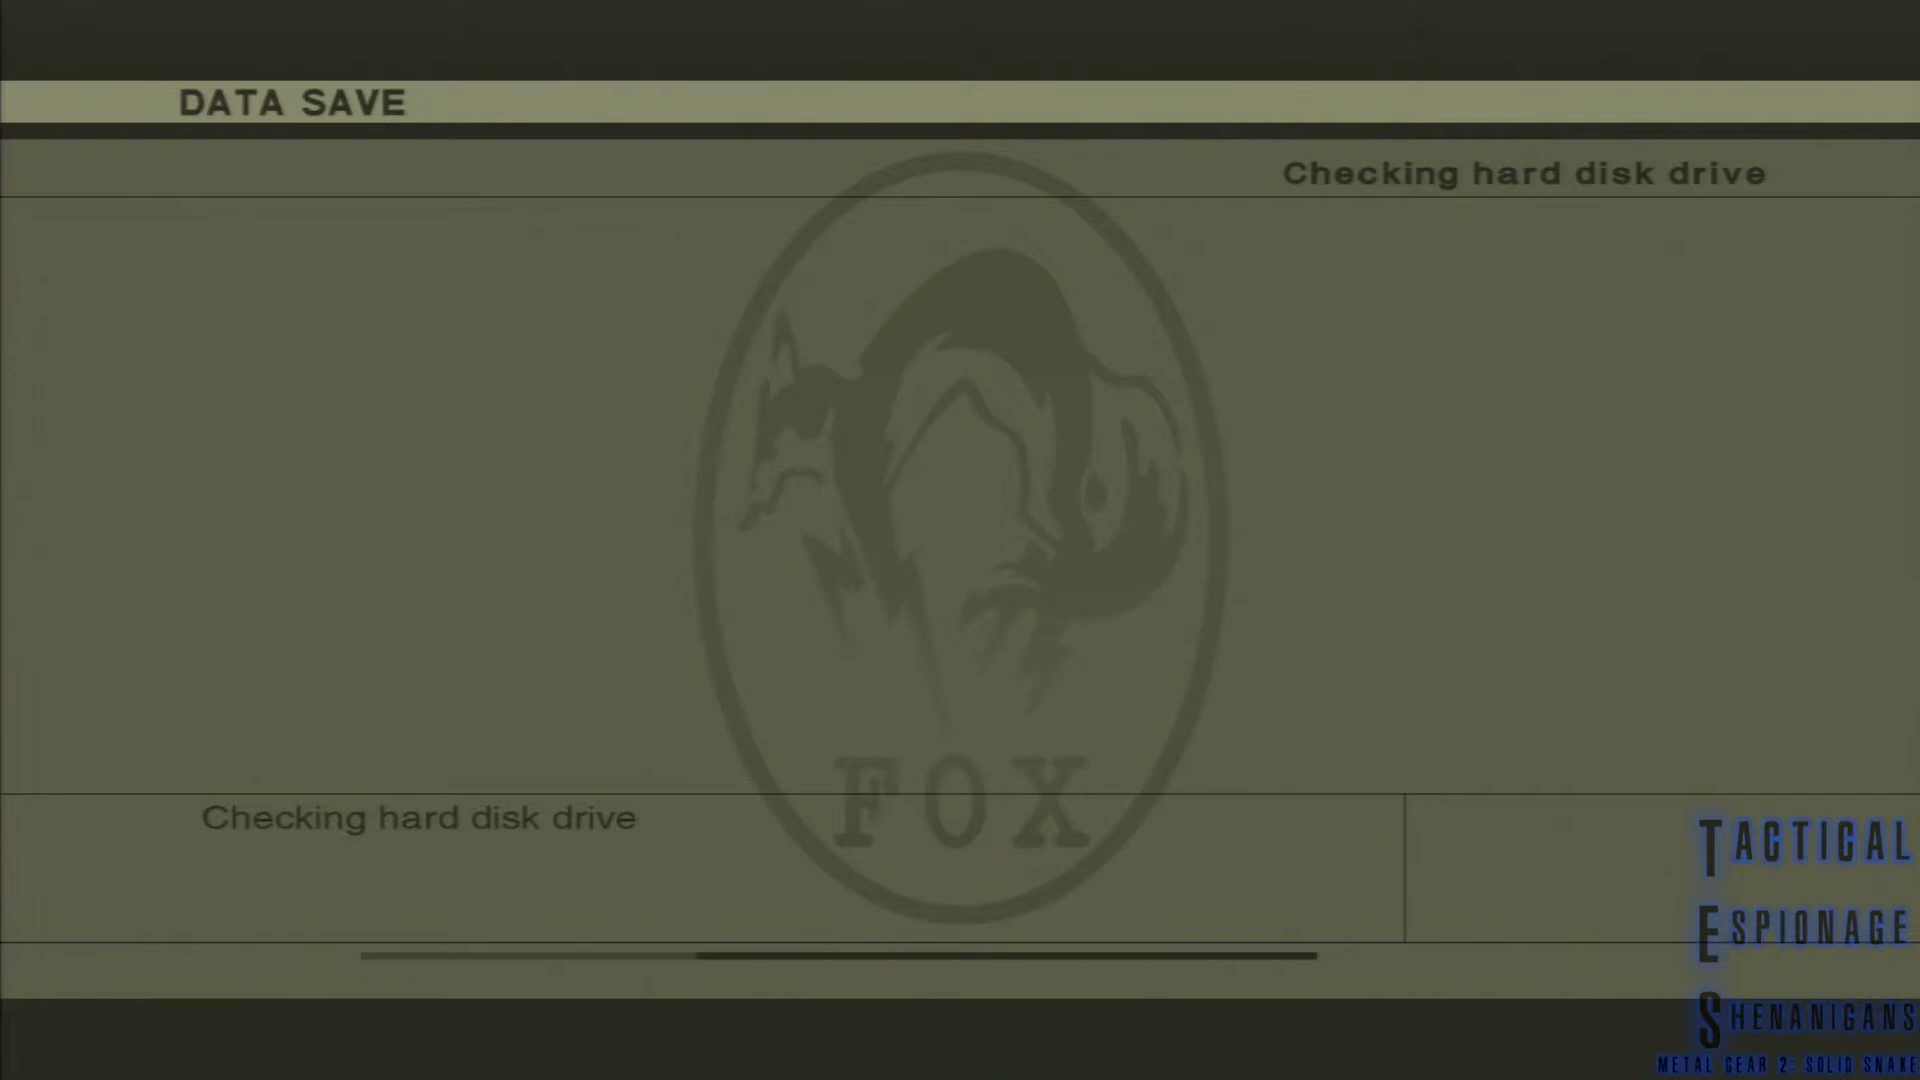 DATA SAVE
Checking hard disk drive
FOX
Checking hard disk drive
TACTICAL
ESPIONAGE
SHENANIGANS
METAL GEAR 2: SOLID SNAKE